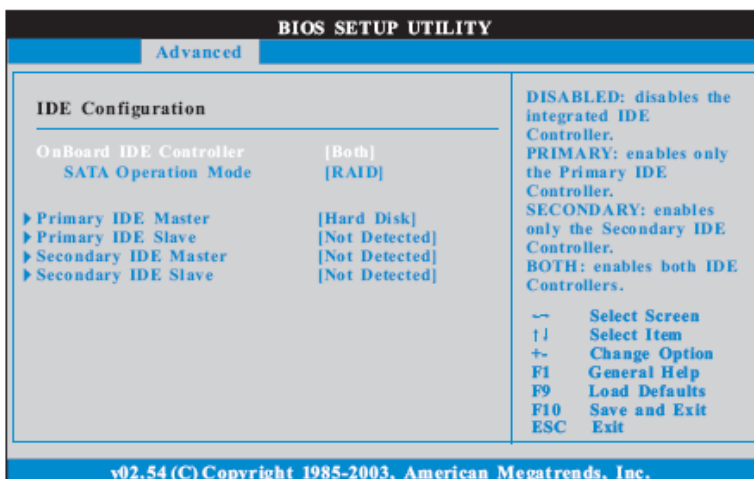 BIOS SETUP UTILITY
Advanced
IDE Configuration
OnBoard IDE Controller [Both]
SATA Operation Mode [RAID]
Primary IDE Master [Hard Disk]
Primary IDE Slave [Not Detected]
Secondary IDE Master [Not Detected]
Secondary IDE Slave [Not Detected]
DISABLED: disables the
integrated IDE
Controller.
PRIMARY: enables only
the Primary IDE
Controller.
SECONDARY: enables
only the Secondary IDE
Controller.
BOTH: enables both IDE
Controllers.
←→ Select Screen
↑↓ Select Item
+- Change Option
F1 General Help
F9 Load Defaults
F10 Save and Exit
ESC Exit
v02.54 (C) Copyright 1985-2003, American Megatrends, Inc.